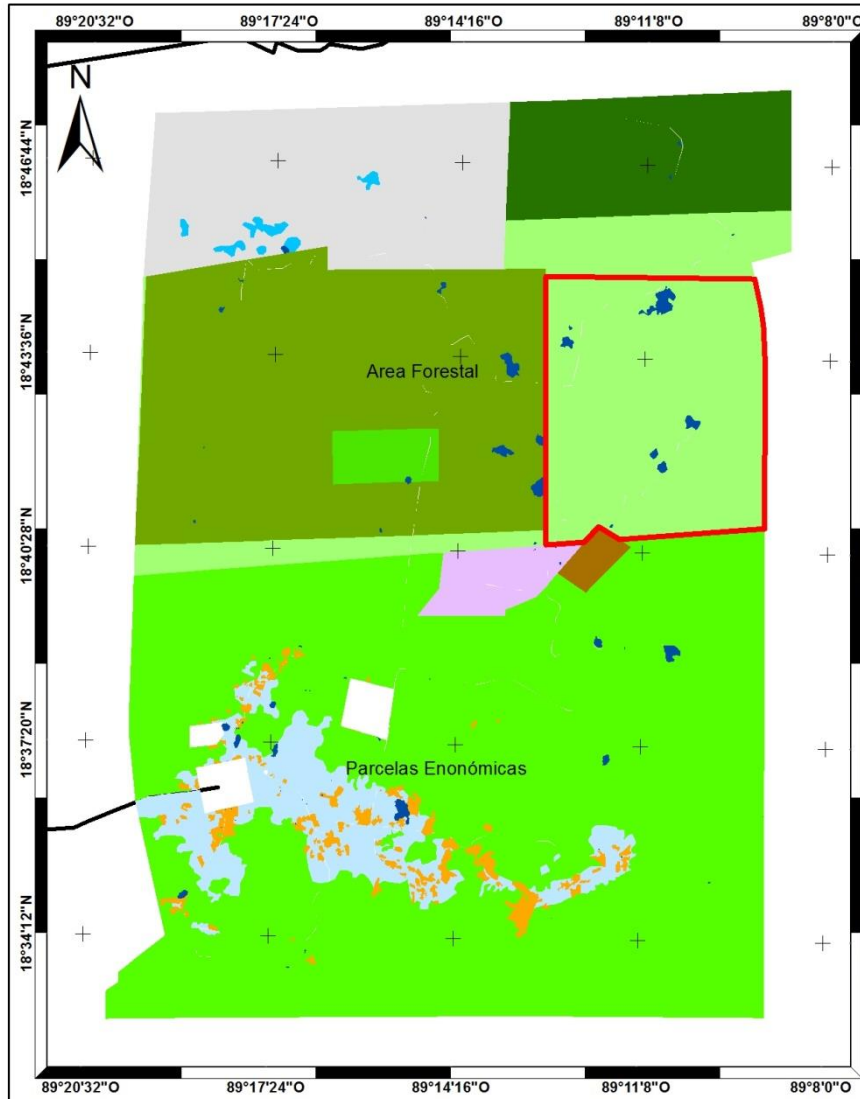 89°20'32"O 89°17'24"O 89°14'16"O 89°11'8"O 89°8'0"O
N
18°46'44"N
18°43'36"N
Area Forestal
18°40'28"N
18°37'20"N
Parcelas Enonómicas
18°34'12"N
89°20'32"O 89°17'24"O 89°14'16"O 89°11'8"O 89°8'0"O